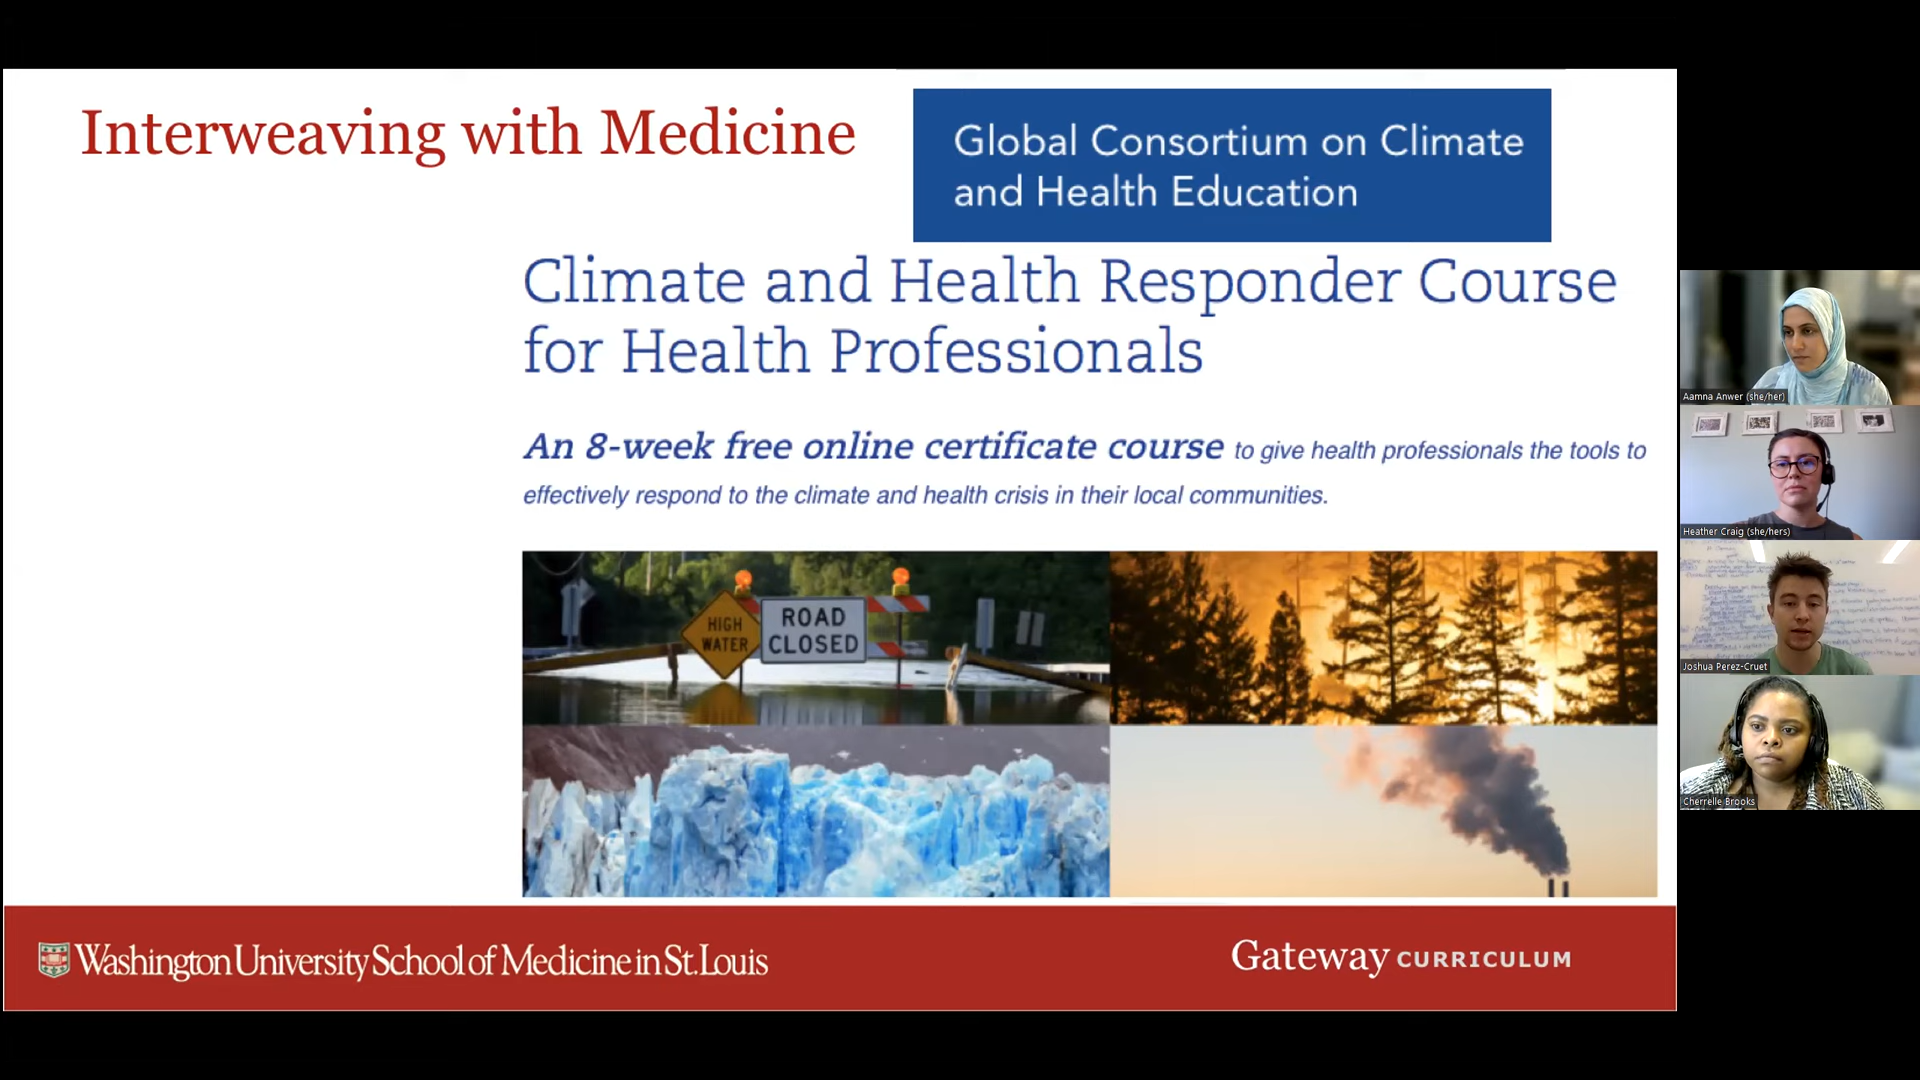 Interweaving with Medicine
Global Consortium on Climate
and Health Education
Climate and Health Responder Course
for Health Professionals
An 8-week free online certificate course to give health professionals the tools to
effectively respond to the climate and health crisis in their local communities.
HIGH
WATER
ROAD
CLOSED
Washington University School of Medicine in St. Louis
Gateway CURRICULUM
Aamna Anwer (she/her)
Heather Craig (she/hers)
Joshua Perez-Cruet
Cherrelle Brooks